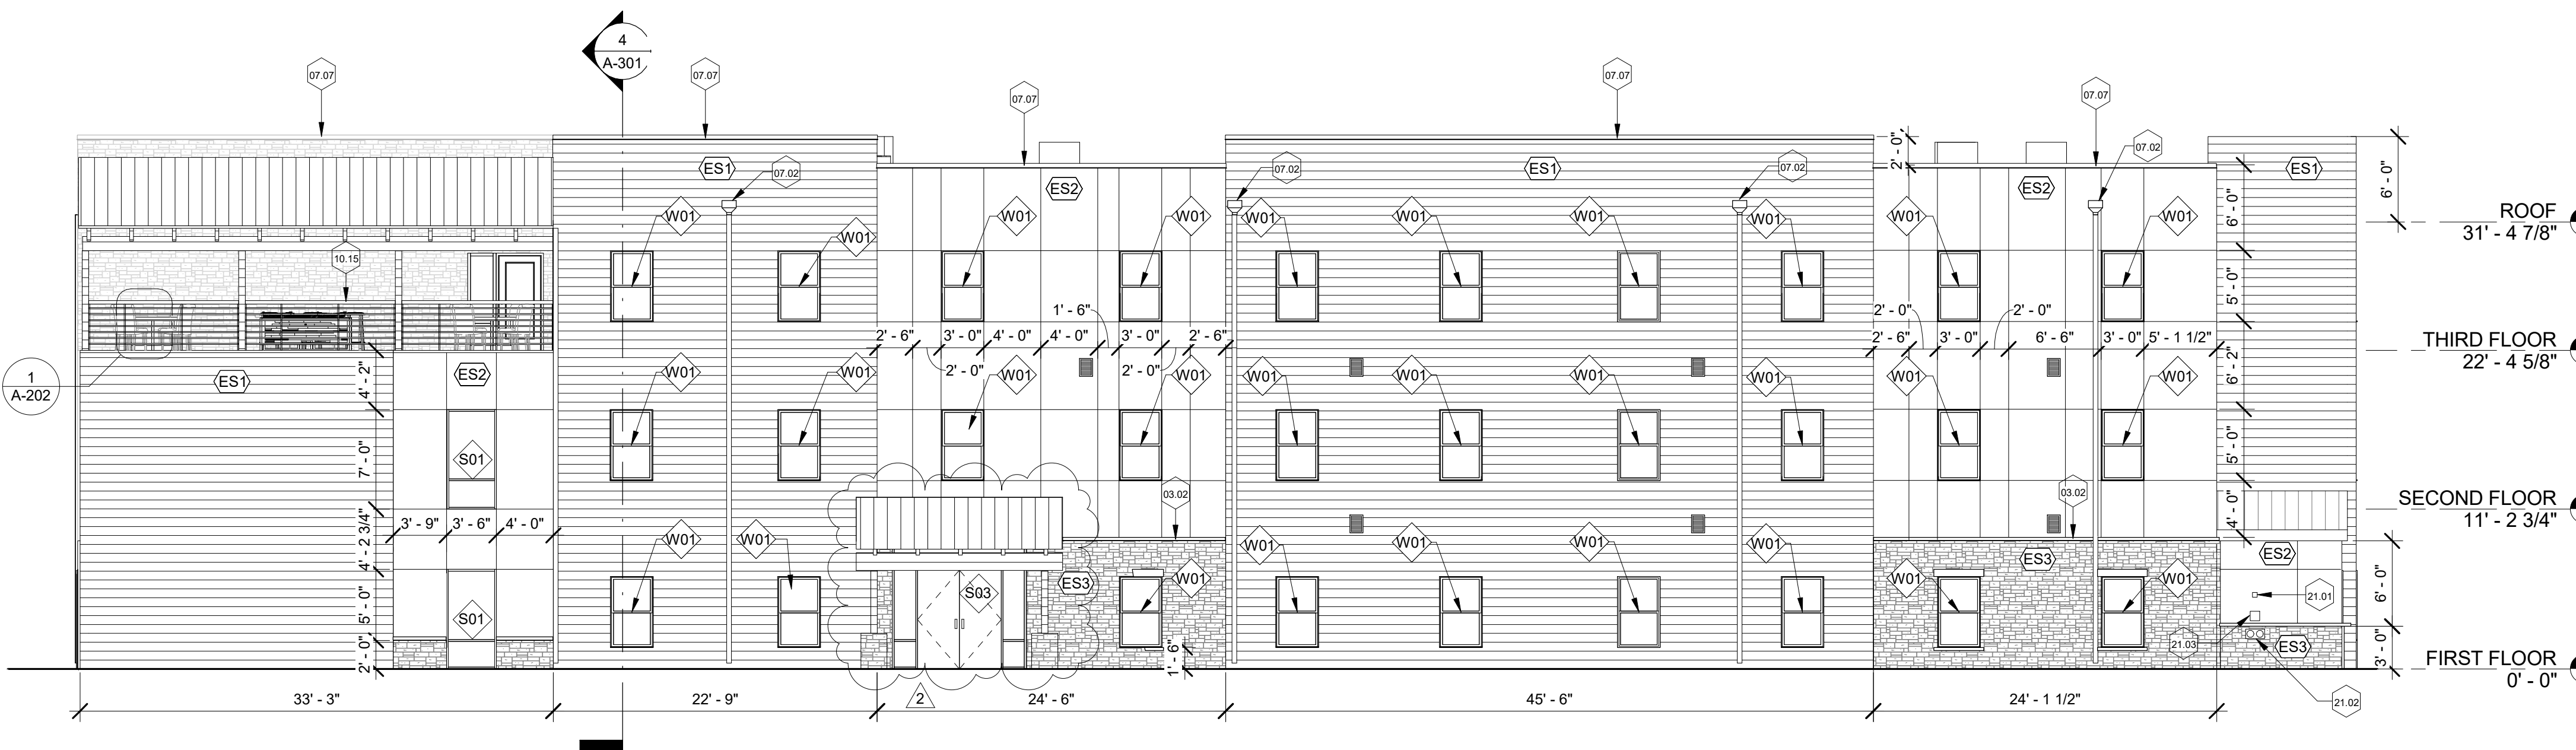 4
A-301
07.07
07.07
07.07
07.07
07.07
2' - 0"
6' - 0"
ES1
07.02
ES2
07.02
ES1
07.02
ES2
07.02
ES1
W01
W01
W01
W01
W01
W01
W01
W01
W01
W01
6' - 0"
ROOF
31' - 4 7/8"
10.15
5' - 0"
1' - 6"
2' - 0"
2' - 0"
2' - 6"
3' - 0"
4' - 0"
4' - 0"
3' - 0"
2' - 6"
2' - 6"
3' - 0"
6' - 6"
3' - 0"
5' - 1 1/2"
THIRD FLOOR
22' - 4 5/8"
1
A-202
ES1
4' - 2"
ES2
W01
W01
2' - 0"
W01
2' - 0"
W01
W01
W01
W01
W01
W01
W01
6' - 2"
7' - 0"
S01
5' - 0"
03.02
03.02
SECOND FLOOR
11' - 2 3/4"
3' - 9"
3' - 6"
4' - 0"
4' - 0"
4' - 2 3/4"
W01
W01
W01
W01
W01
W01
ES3
ES2
5' - 0"
S01
S03
ES3
W01
W01
W01
21.01
6' - 0"
2' - 0"
1' - 6"
21.03
ES3
3' - 0"
FIRST FLOOR
0' - 0"
33' - 3"
22' - 9"
2
24' - 6"
45' - 6"
24' - 1 1/2"
21.02